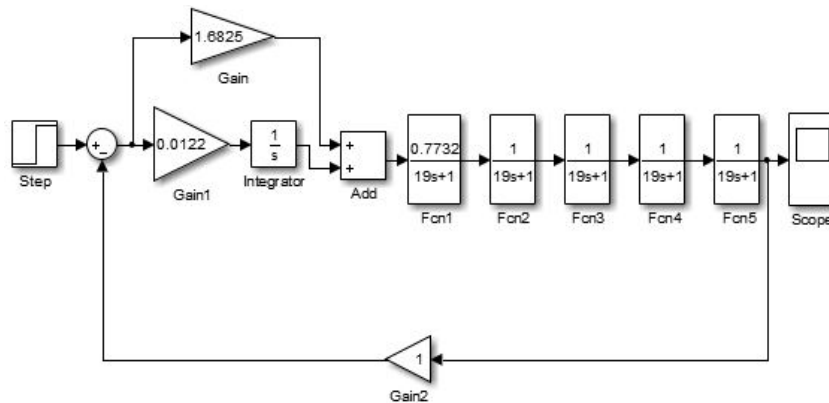 1.6825
Gain
Step
+
−
0.0122
Gain1
1
s
Integrator
+
+
Add
0.7732
19s+1
Fcn1
1
19s+1
Fcn2
1
19s+1
Fcn3
1
19s+1
Fcn4
1
19s+1
Fcn5
Scope
1
Gain2